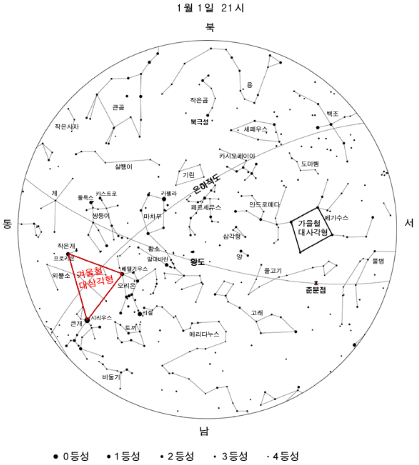 1월 1일 21시
북
큰곰
작은곰
용
작은사자
북극성
세페우스
백조
카시오페이아
도마뱀
살쾡이
기린
은하적도
게
카스트로
폴룩스
카펠라
쌍둥이
마차부
페르세우스
안드로메다
페가수스
가을철
대사각형
동
서
삼각형
작은개
황소
양
프로키온
베텔기우스
알데바란
황도
물고기
물병
외뿔소
겨울철
대삼각형
오리온
춘분점
시리우스
리겔
고래
큰개
토끼
에리다누스
비둘기
남
0등성
1등성
2등성
3등성
4등성